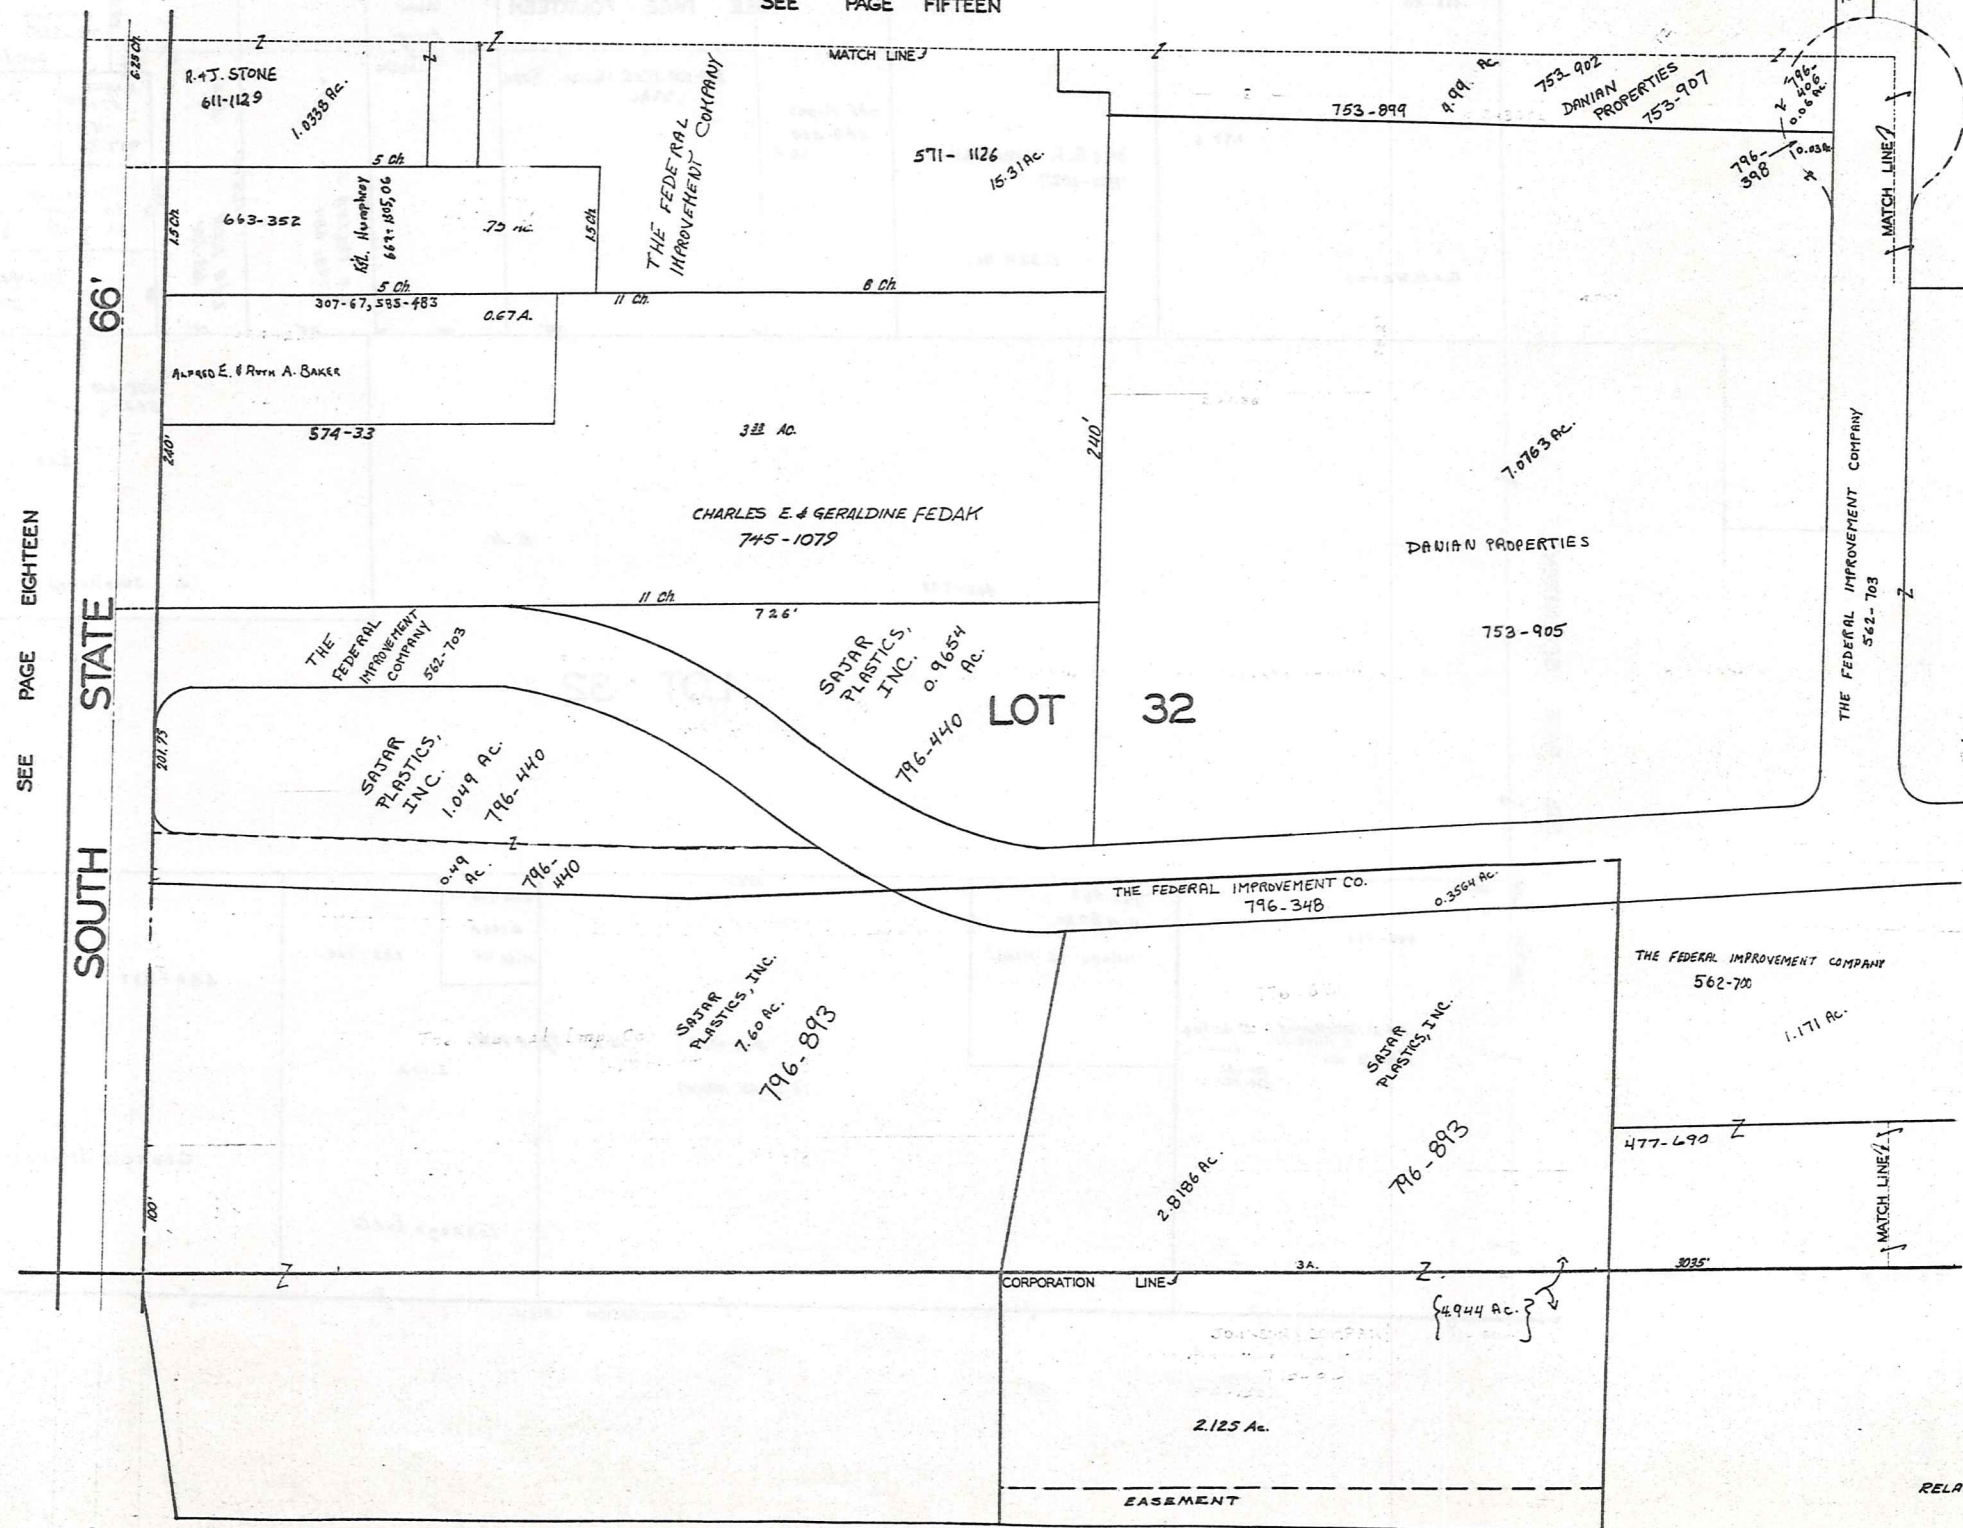 SEE PAGE FIFTEEN
MATCH LINE
6.23 Ch.
R. & J. STONE
611-1129
1.0338 Ac.
5 Ch.
1.5 Ch.
663-352
K&L Humphrey
.75 Ac.
1.5 Ch.
5 Ch.
307-67, 585-483
0.67 A.
ALFRED E. & RUTH A. BAKER
574-33
THE FEDERAL
IMPROVEMENT COMPANY
571-1126
15.31 Ac.
11 Ch.
6 Ch.
753-899
4.99 Ac
753-902
DANIAN
PROPERTIES
753-907
796-
406
0.06 Ac.
796-
398
0.03 Ac.
MATCH LINE
SEE PAGE EIGHTEEN
SOUTH STATE 66'
240'
240'
Ac.
CHARLES E. & GERALDINE FEDAK
745-1079
7.0763 Ac.
DANIAN PROPERTIES
753-905
THE FEDERAL IMPROVEMENT COMPANY
562-703
11 Ch.
726'
THE
FEDERAL
IMPROVEMENT
COMPANY
562-703
SAJAR
PLASTICS,
INC.
0.9654
Ac.
796-440
LOT 32
201.75
SAJAR
PLASTICS,
INC.
1.049 Ac.
796-440
0.49
Ac.
796-
440
THE FEDERAL IMPROVEMENT CO.
796-348
0.3564 Ac.
SAJAR
PLASTICS, INC.
7.60 Ac.
796-893
SAJAR
PLASTICS, INC.
796-893
2.8186 Ac.
THE FEDERAL IMPROVEMENT COMPANY
562-700
1.171 Ac.
477-690
MATCH LINE
100'
3A.
3035'
CORPORATION LINE
{4.944 Ac.}
2.125 Ac.
EASEMENT
RELA